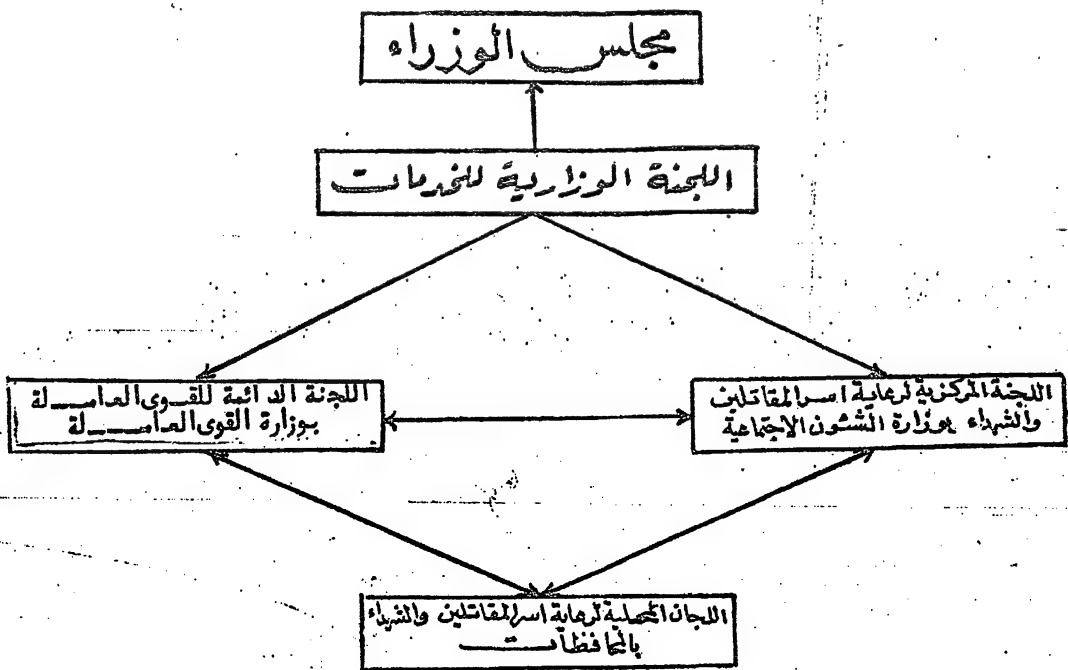 مجلس الوزراء
اللجنة الوزارية للخدمات
اللجنة المركزية لرعاية اسر المقاتلين
والشهداء بوزارة الشئون الاجتماعية
اللجنة الدائمة للقوى العاملة
بوزارة القوى العاملة
اللجان المحلية لرعاية اسر المقاتلين والشهداء
بالمحافظات